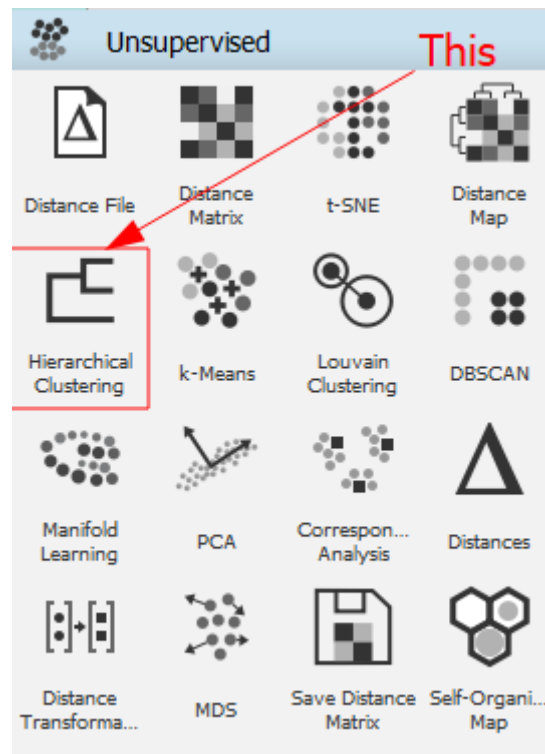 Unsupervised
This
Distance File
Distance
Matrix
t-SNE
Distance
Map
Hierarchical
Clustering
k-Means
Louvain
Clustering
DBSCAN
Manifold
Learning
PCA
Correspon...
Analysis
Distances
Distance
Transforma...
MDS
Save Distance
Matrix
Self-Organi...
Map